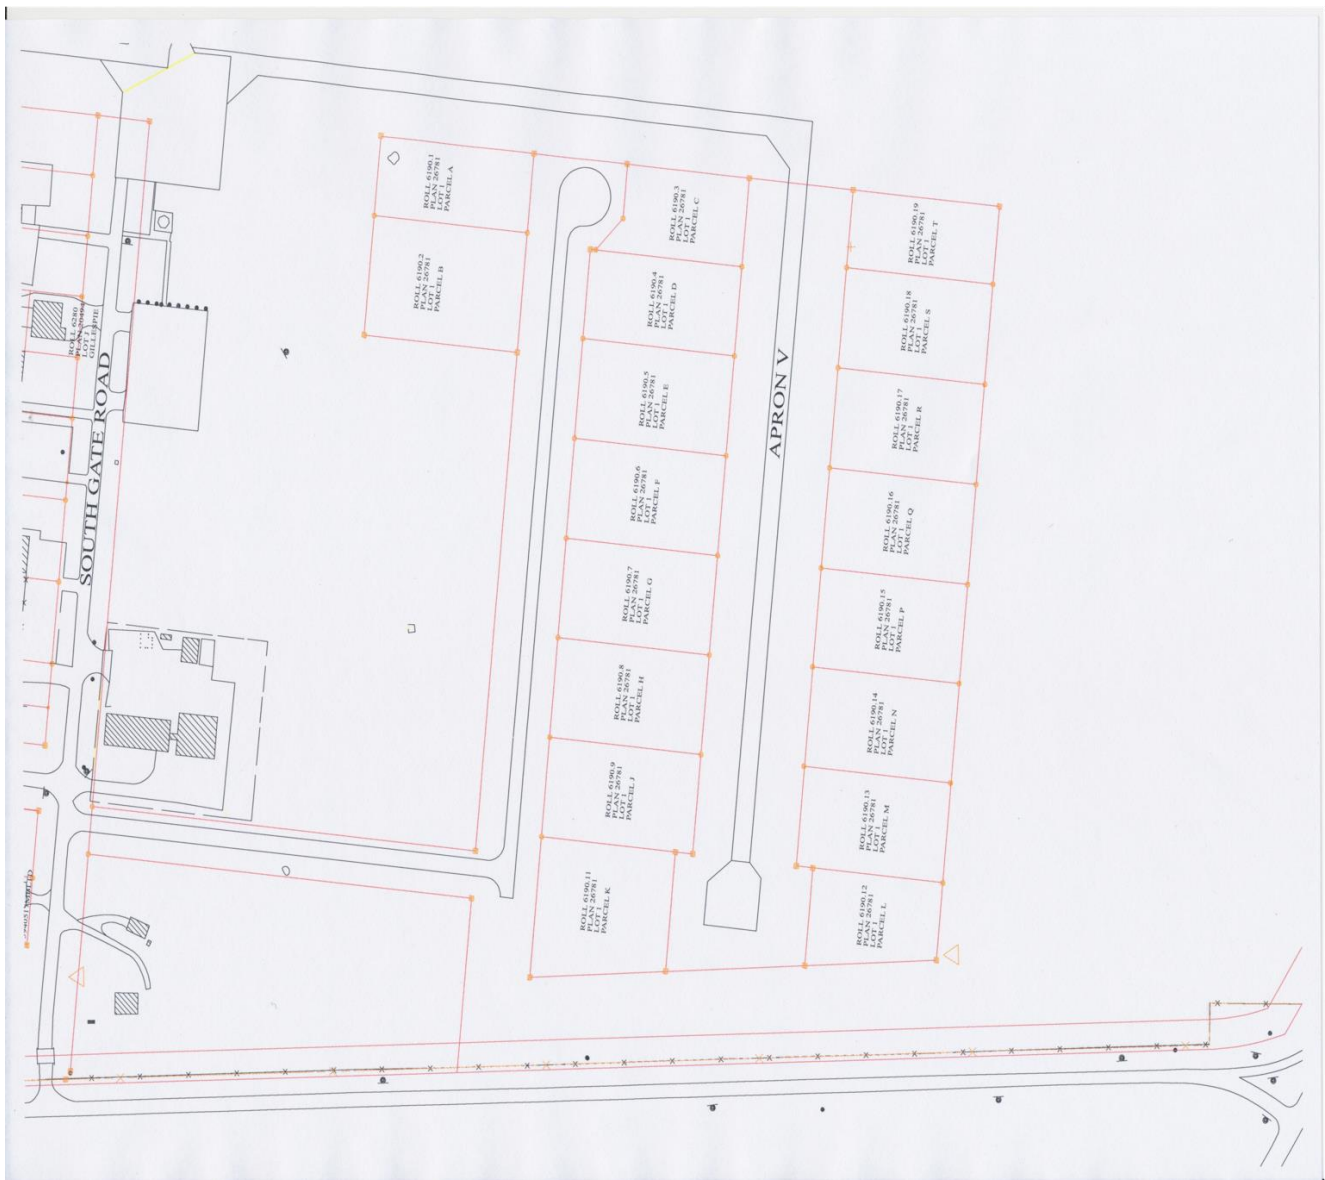 ROLL 6190.1
PLAN 26781
LOT 1
PARCEL A
ROLL 6190.2
PLAN 26781
LOT 1
PARCEL B
ROLL 6190.3
PLAN 26781
LOT 1
PARCEL C
ROLL 6190.4
PLAN 26781
LOT 1
PARCEL D
ROLL 6190.5
PLAN 26781
LOT 1
PARCEL E
ROLL 6190.6
PLAN 26781
LOT 1
PARCEL F
ROLL 6190.7
PLAN 26781
LOT 1
PARCEL G
ROLL 6190.8
PLAN 26781
LOT 1
PARCEL H
ROLL 6190.9
PLAN 26781
LOT 1
PARCEL J
ROLL 6190.11
PLAN 26781
LOT 1
PARCEL K
ROLL 6190.19
PLAN 26781
LOT 1
PARCEL T
ROLL 6190.18
PLAN 26781
LOT 1
PARCEL S
ROLL 6190.17
PLAN 26781
LOT 1
PARCEL R
ROLL 6190.16
PLAN 26781
LOT 1
PARCEL Q
ROLL 6190.15
PLAN 26781
LOT 1
PARCEL P
ROLL 6190.14
PLAN 26781
LOT 1
PARCEL N
ROLL 6190.13
PLAN 26781
LOT 1
PARCEL M
ROLL 6190.12
PLAN 26781
LOT 1
PARCEL L
APRON V
SOUTH GATE ROAD
ROLL 6280
PLAN
LOT J
GILLESPIE